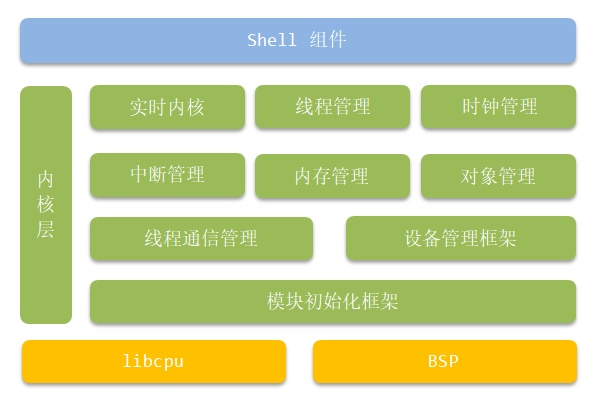 Shell 组件
内核层
实时内核
线程管理
时钟管理
中断管理
内存管理
对象管理
线程通信管理
设备管理框架
模块初始化框架
libcpu
BSP